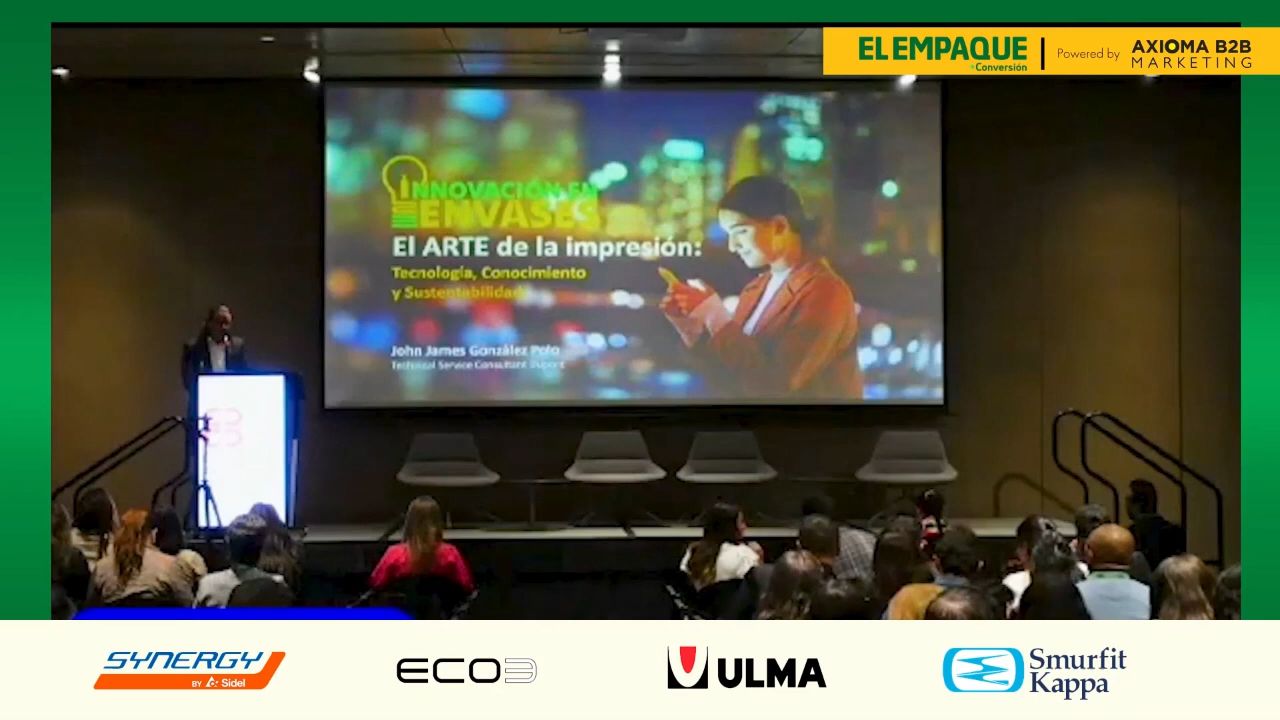 EL EMPAQUE
+Conversión
Powered by
AXIOMA B2B
MARKETING
INNOVACIÓN EN
ENVASES
El ARTE de la impresión:
Tecnología, Conocimiento
y Sustentabilidad
John James González Polo
Technical Service Consultant Dupont
SYNERGY
BY Sidel
ECO3
ULMA
Smurfit
Kappa